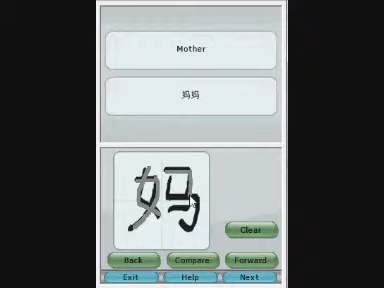 Mother
妈妈
妈
Clear
Back Compare Forward
Exit Help Next